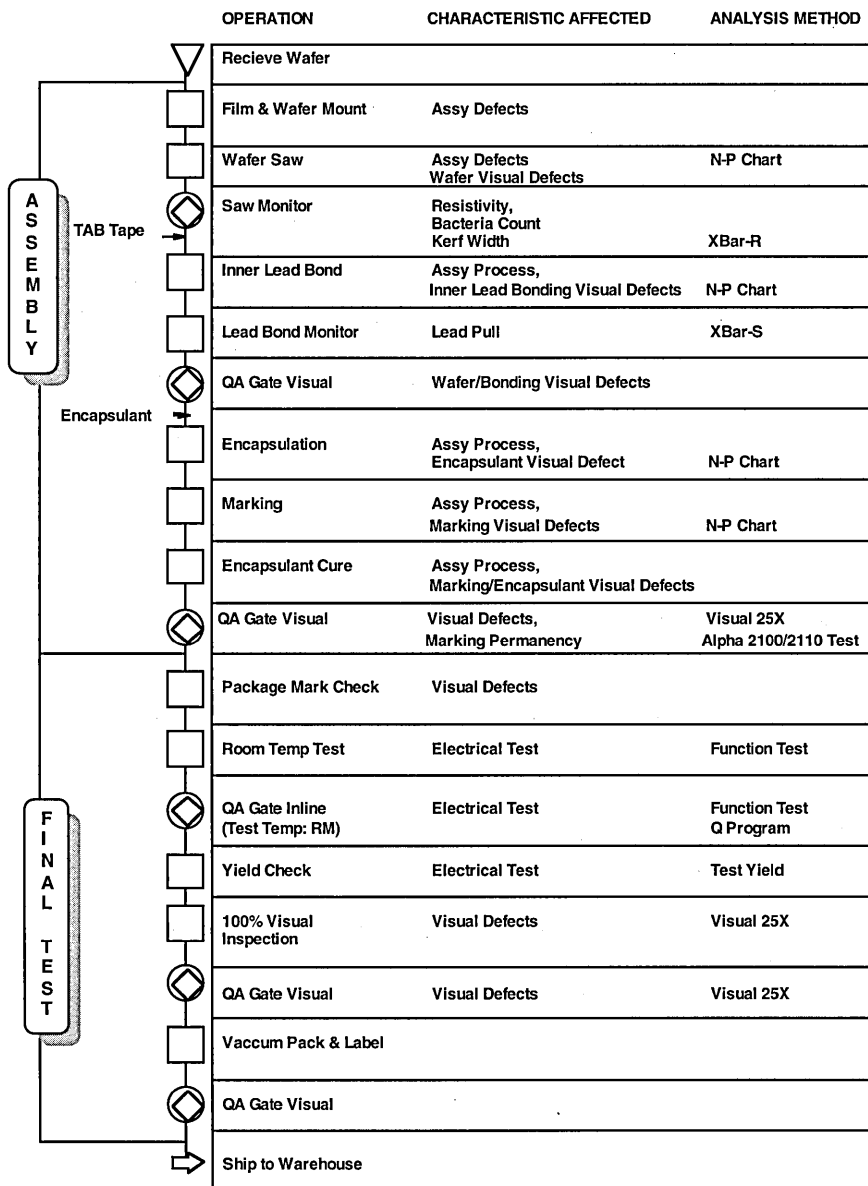 OPERATION CHARACTERISTIC AFFECTED ANALYSIS METHOD
Recieve Wafer
Film & Wafer Mount Assy Defects
Wafer Saw Assy Defects N-P Chart
Wafer Visual Defects
Saw Monitor Resistivity,
Bacteria Count
Kerf Width XBar-R
TAB Tape
Inner Lead Bond Assy Process,
Inner Lead Bonding Visual Defects N-P Chart
Lead Bond Monitor Lead Pull XBar-S
QA Gate Visual Wafer/Bonding Visual Defects
Encapsulant
Encapsulation Assy Process,
Encapsulant Visual Defect N-P Chart
Marking Assy Process,
Marking Visual Defects N-P Chart
Encapsulant Cure Assy Process,
Marking/Encapsulant Visual Defects
QA Gate Visual Visual Defects, Visual 25X
Marking Permanency Alpha 2100/2110 Test
ASSEMBLY
Package Mark Check Visual Defects
Room Temp Test Electrical Test Function Test
QA Gate Inline Electrical Test Function Test
(Test Temp: RM) Q Program
Yield Check Electrical Test Test Yield
100% Visual Visual Defects Visual 25X
Inspection
QA Gate Visual Visual Defects Visual 25X
Vaccum Pack & Label
QA Gate Visual
FINAL TEST
Ship to Warehouse